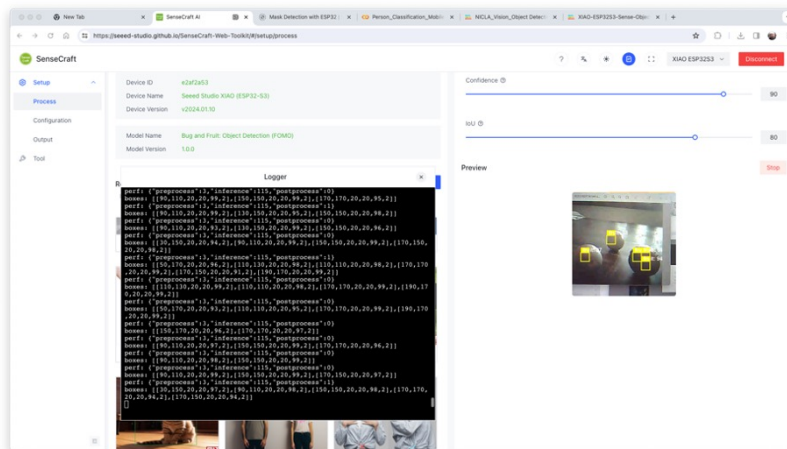 New Tab
SenseCraft AI
Mask Detection with ESP32
Person_Classification_Mobile
NICLA_Vision_Object Detect
XIAO-ESP32S3-Sense-Obje
https://seeed-studio.github.io/SenseCraft-Web-Toolkit/#/setup/process
SenseCraft
XIAO ESP32S3
Disconnect
Setup
Process
Configuration
Output
Tool
Device ID e2af2a53
Device Name Seeed Studio XIAO (ESP32-S3)
Device Version v2024.01.10
Model Name Bug and Fruit: Object Detection (FOMO)
Model Version 1.0.0
Confidence
90
IoU
80
Preview
Stop
Logger
perf: {"preprocess":3,"inference":115,"postprocess":0}
boxes: [[90,110,20,20,99,2],[150,150,20,20,99,2],[170,170,20,20,95,2]]
perf: {"preprocess":3,"inference":115,"postprocess":1}
boxes: [[90,110,20,20,99,2],[130,150,20,20,95,2],[150,150,20,20,98,2]]
perf: {"preprocess":3,"inference":115,"postprocess":0}
boxes: [[90,110,20,20,93,2],[130,150,20,20,99,2],[150,150,20,20,96,2]]
perf: {"preprocess":3,"inference":115,"postprocess":0}
boxes: [[30,150,20,20,94,2],[90,110,20,20,99,2],[150,150,20,20,99,2],[170,150,
20,20,98,2]]
perf: {"preprocess":3,"inference":115,"postprocess":1}
boxes: [[50,170,20,20,96,2],[110,130,20,20,98,2],[110,110,20,20,98,2],[170,170
,20,20,99,2],[170,150,20,20,91,2],[190,170,20,20,99,2]]
perf: {"preprocess":3,"inference":115,"postprocess":0}
boxes: [[110,130,20,20,99,2],[110,110,20,20,98,2],[170,170,20,20,99,2],[190,17
0,20,20,99,2]]
perf: {"preprocess":3,"inference":115,"postprocess":0}
boxes: [[50,170,20,20,93,2],[110,110,20,20,95,2],[170,170,20,20,99,2],[190,170
,20,20,99,2]]
perf: {"preprocess":3,"inference":115,"postprocess":0}
boxes: [[150,170,20,20,96,2],[170,170,20,20,97,2]]
perf: {"preprocess":3,"inference":115,"postprocess":0}
boxes: [[90,110,20,20,97,2],[150,150,20,20,99,2],[170,170,20,20,96,2]]
perf: {"preprocess":3,"inference":115,"postprocess":0}
boxes: [[90,110,20,20,98,2],[150,150,20,20,99,2]]
perf: {"preprocess":3,"inference":115,"postprocess":0}
boxes: [[90,110,20,20,99,2],[150,150,20,20,99,2],[170,150,20,20,97,2]]
perf: {"preprocess":3,"inference":115,"postprocess":1}
boxes: [[30,150,20,20,97,2],[90,110,20,20,98,2],[150,150,20,20,98,2],[170,170,
20,20,94,2],[170,150,20,20,94,2]]